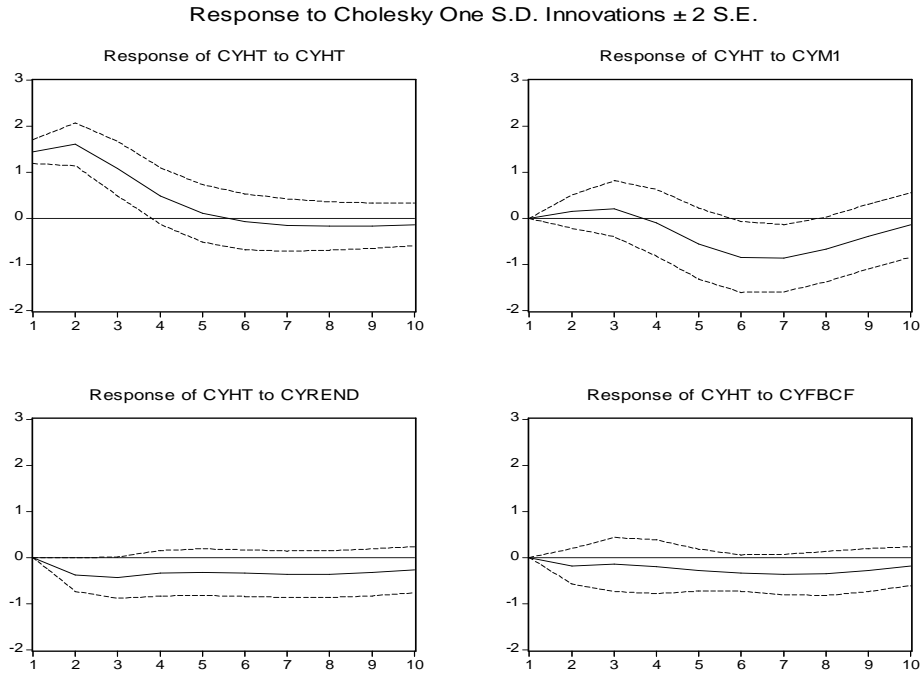 Response to Cholesky One S.D. Innovations ± 2 S.E.
Response of CYHT to CYHT
3
2
1
0
-1
-2
1 2 3 4 5 6 7 8 9 10
Response of CYHT to CYM1
3
2
1
0
-1
-2
1 2 3 4 5 6 7 8 9 10
Response of CYHT to CYREND
3
2
1
0
-1
-2
1 2 3 4 5 6 7 8 9 10
Response of CYHT to CYFBCF
3
2
1
0
-1
-2
1 2 3 4 5 6 7 8 9 10